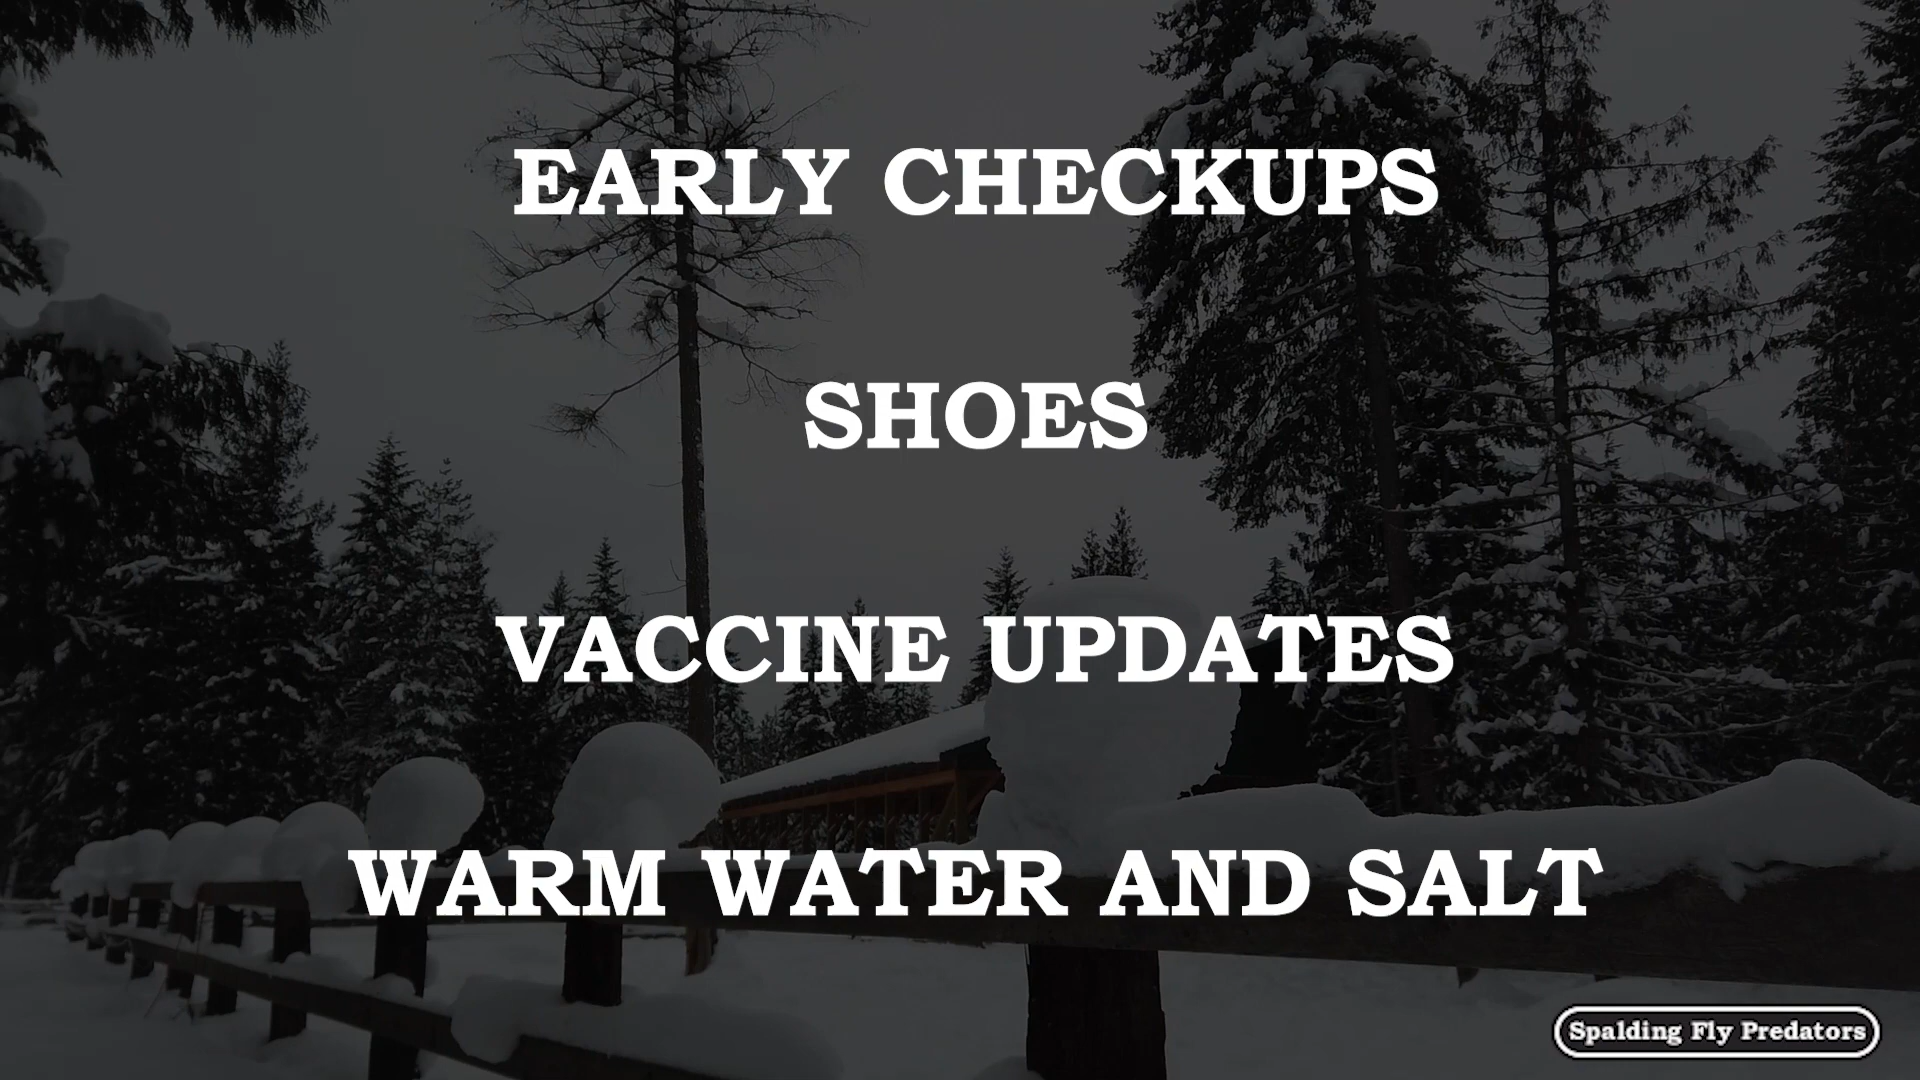 EARLY CHECKUPS
SHOES
VACCINE UPDATES
WARM WATER AND SALT
Spalding Fly Predators